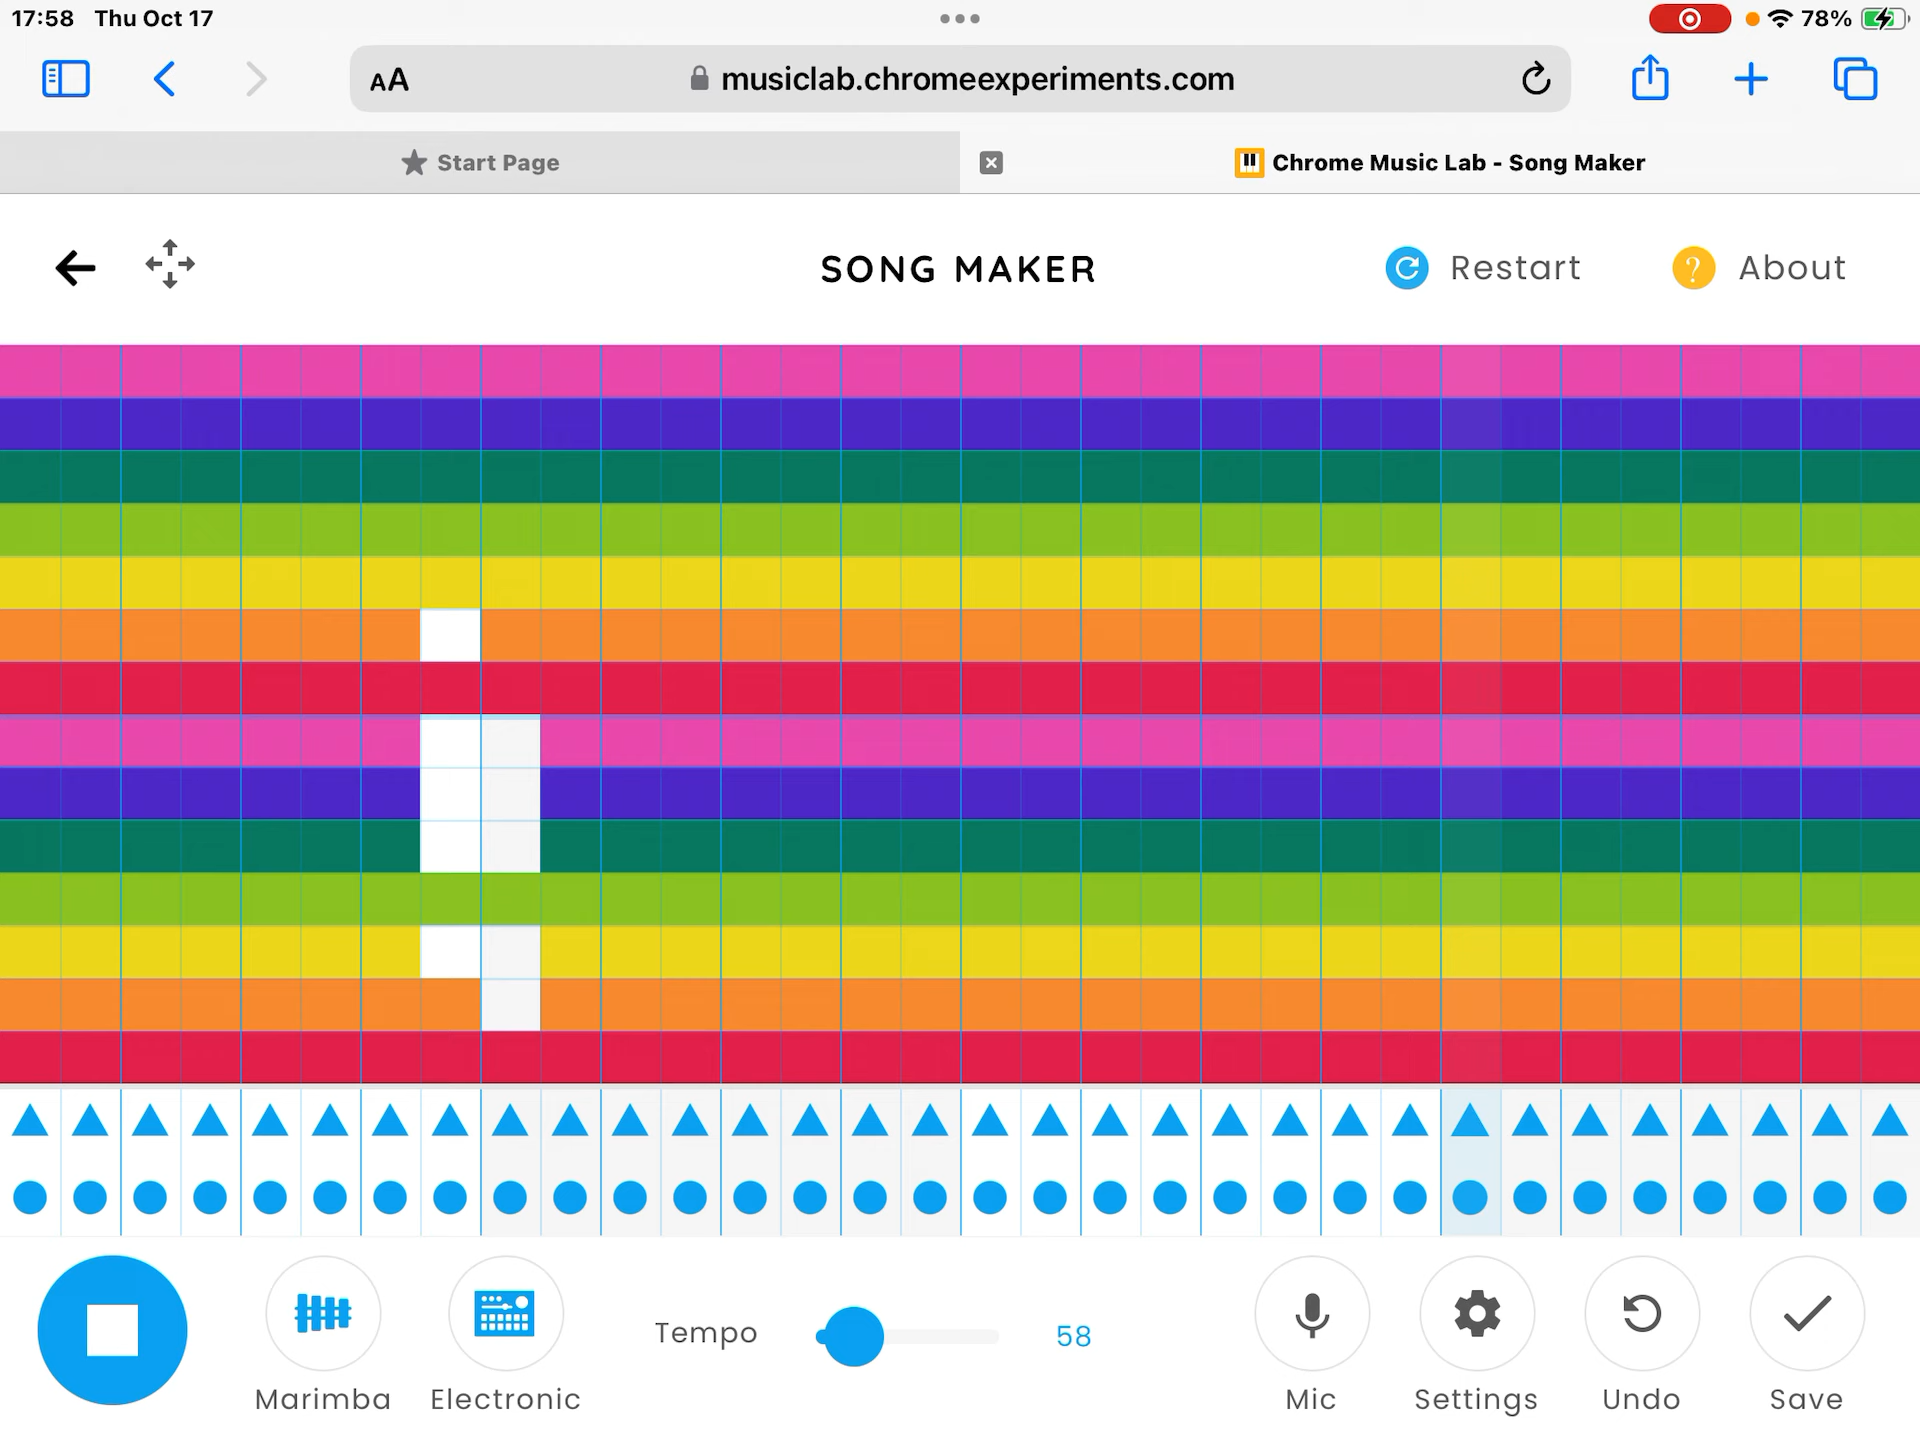 17:58 Thu Oct 17
78%
AA
musiclab.chromeexperiments.com
Start Page
Chrome Music Lab - Song Maker
SONG MAKER
Restart
? About
Tempo
58
Marimba
Electronic
Mic
Settings
Undo
Save